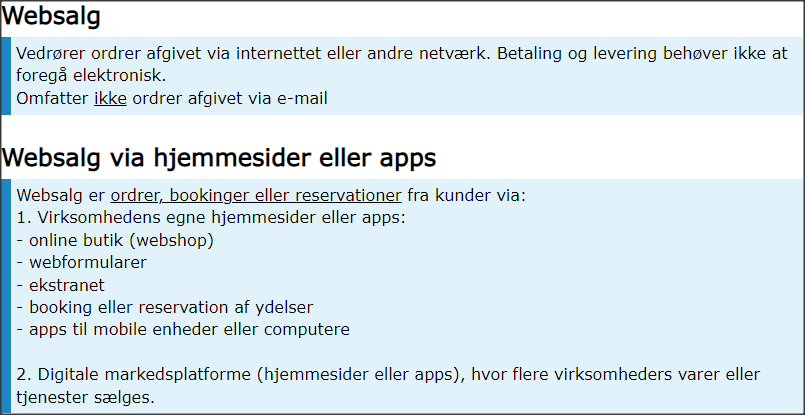 Websalg
Vedrører ordrer afgivet via internettet eller andre netværk. Betaling og levering behøver ikke at
foregå elektronisk.
Omfatter ikke ordrer afgivet via e-mail
Websalg via hjemmesider eller apps
Websalg er ordrer, bookinger eller reservationer fra kunder via:
1. Virksomhedens egne hjemmesider eller apps:
- online butik (webshop)
- webformularer
- ekstranet
- booking eller reservation af ydelser
- apps til mobile enheder eller computere
2. Digitale markedsplatforme (hjemmesider eller apps), hvor flere virksomheders varer eller
tjenester sælges.